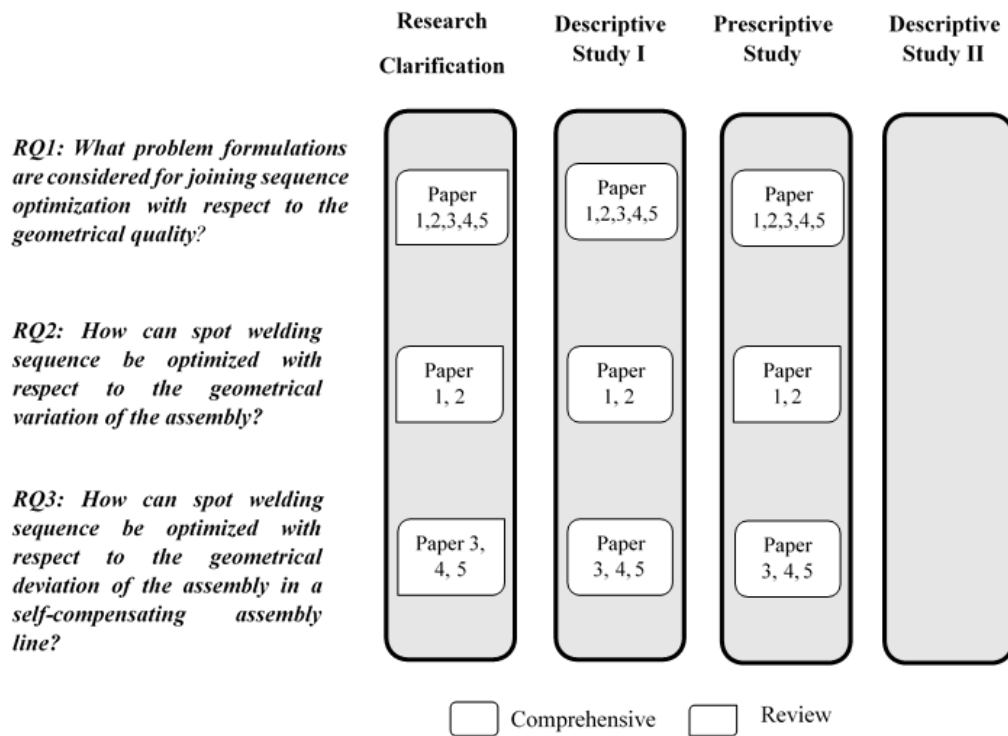 Research
Clarification
Descriptive
Study I
Prescriptive
Study
Descriptive
Study II
RQ1: What problem formulations
are considered for joining sequence
optimization with respect to the
geometrical quality?
Paper
1,2,3,4,5
Paper
1,2,3,4,5
Paper
1,2,3,4,5
RQ2: How can spot welding
sequence be optimized with
respect to the geometrical
variation of the assembly?
Paper
1, 2
Paper
1, 2
Paper
1, 2
RQ3: How can spot welding
sequence be optimized with
respect to the geometrical
deviation of the assembly in a
self-compensating assembly
line?
Paper 3,
4, 5
Paper
3, 4, 5
Paper
3, 4, 5
Comprehensive
Review